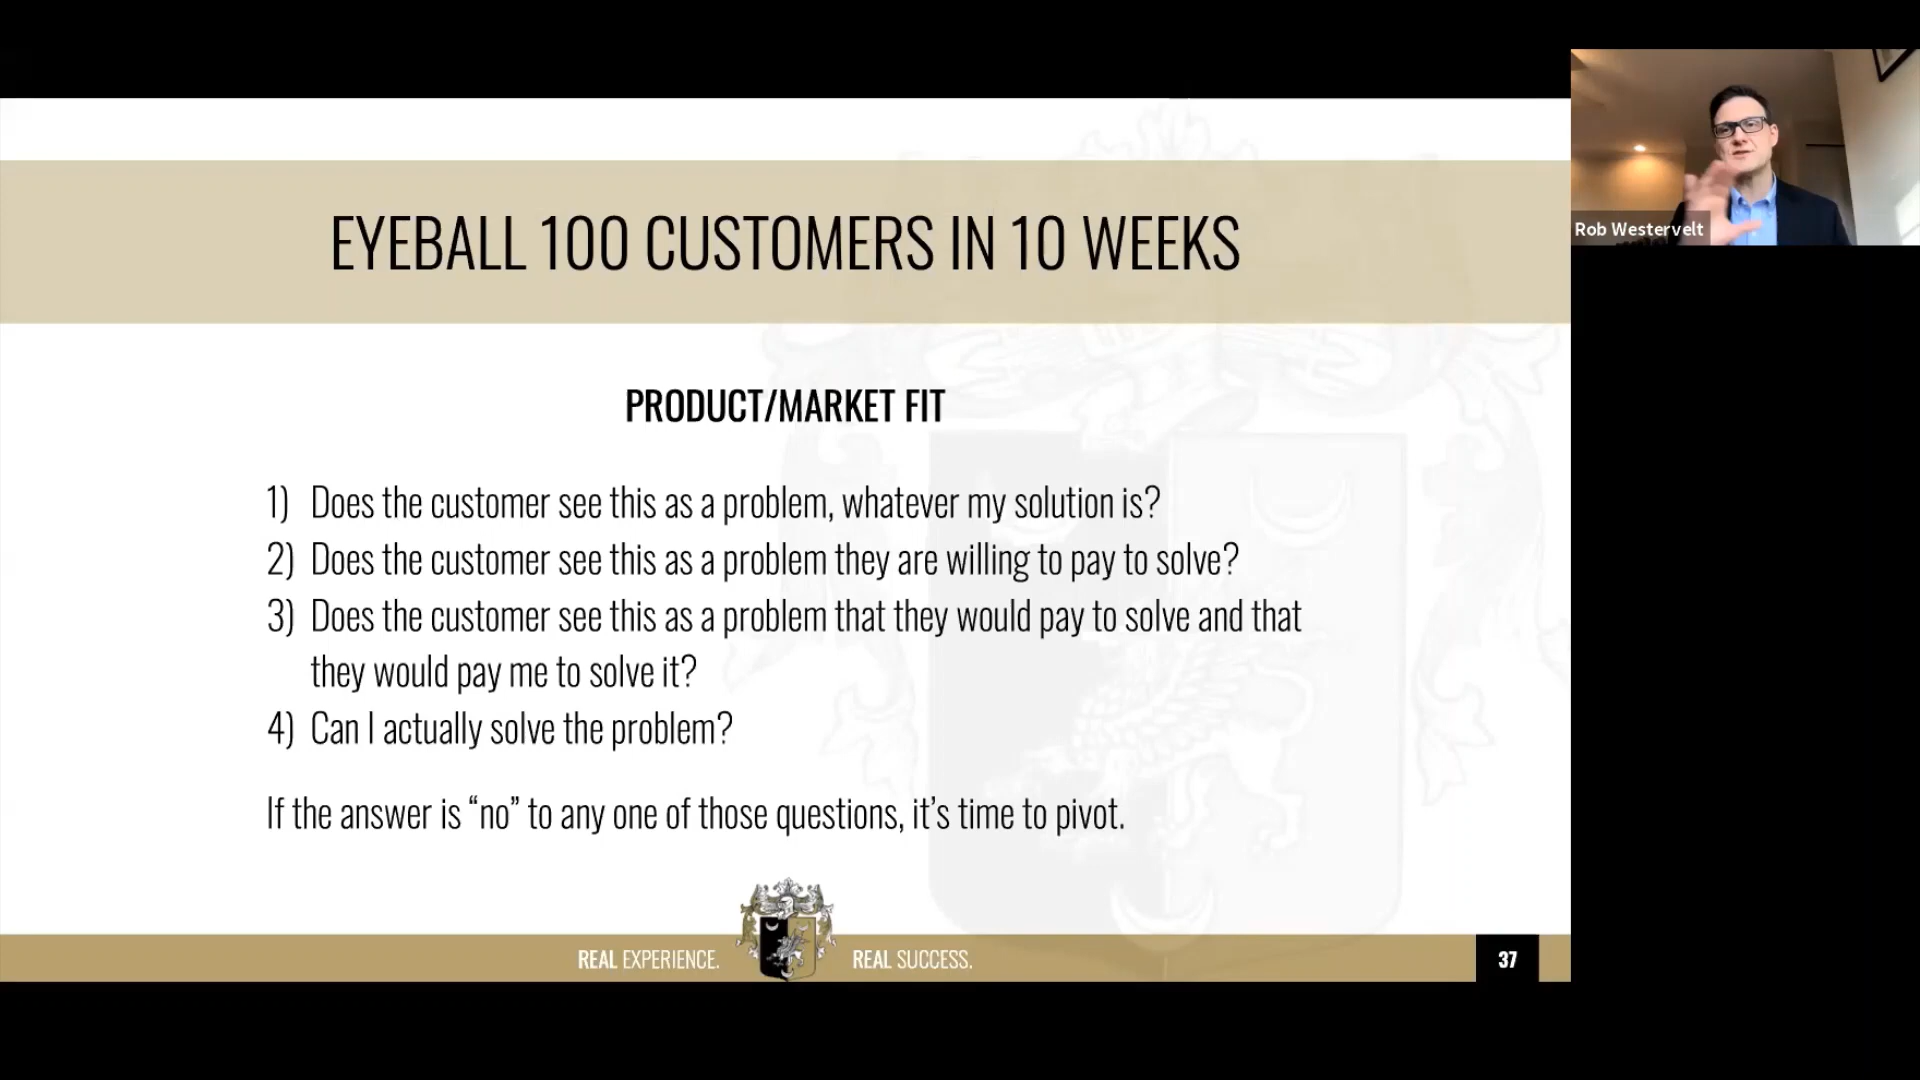 EYEBALL 100 CUSTOMERS IN 10 WEEKS
Rob Westervelt
PRODUCT/MARKET FIT
1) Does the customer see this as a problem, whatever my solution is?
2) Does the customer see this as a problem they are willing to pay to solve?
3) Does the customer see this as a problem that they would pay to solve and that
they would pay me to solve it?
4) Can I actually solve the problem?
If the answer is “no” to any one of those questions, it’s time to pivot.
REAL EXPERIENCE. REAL SUCCESS.
37